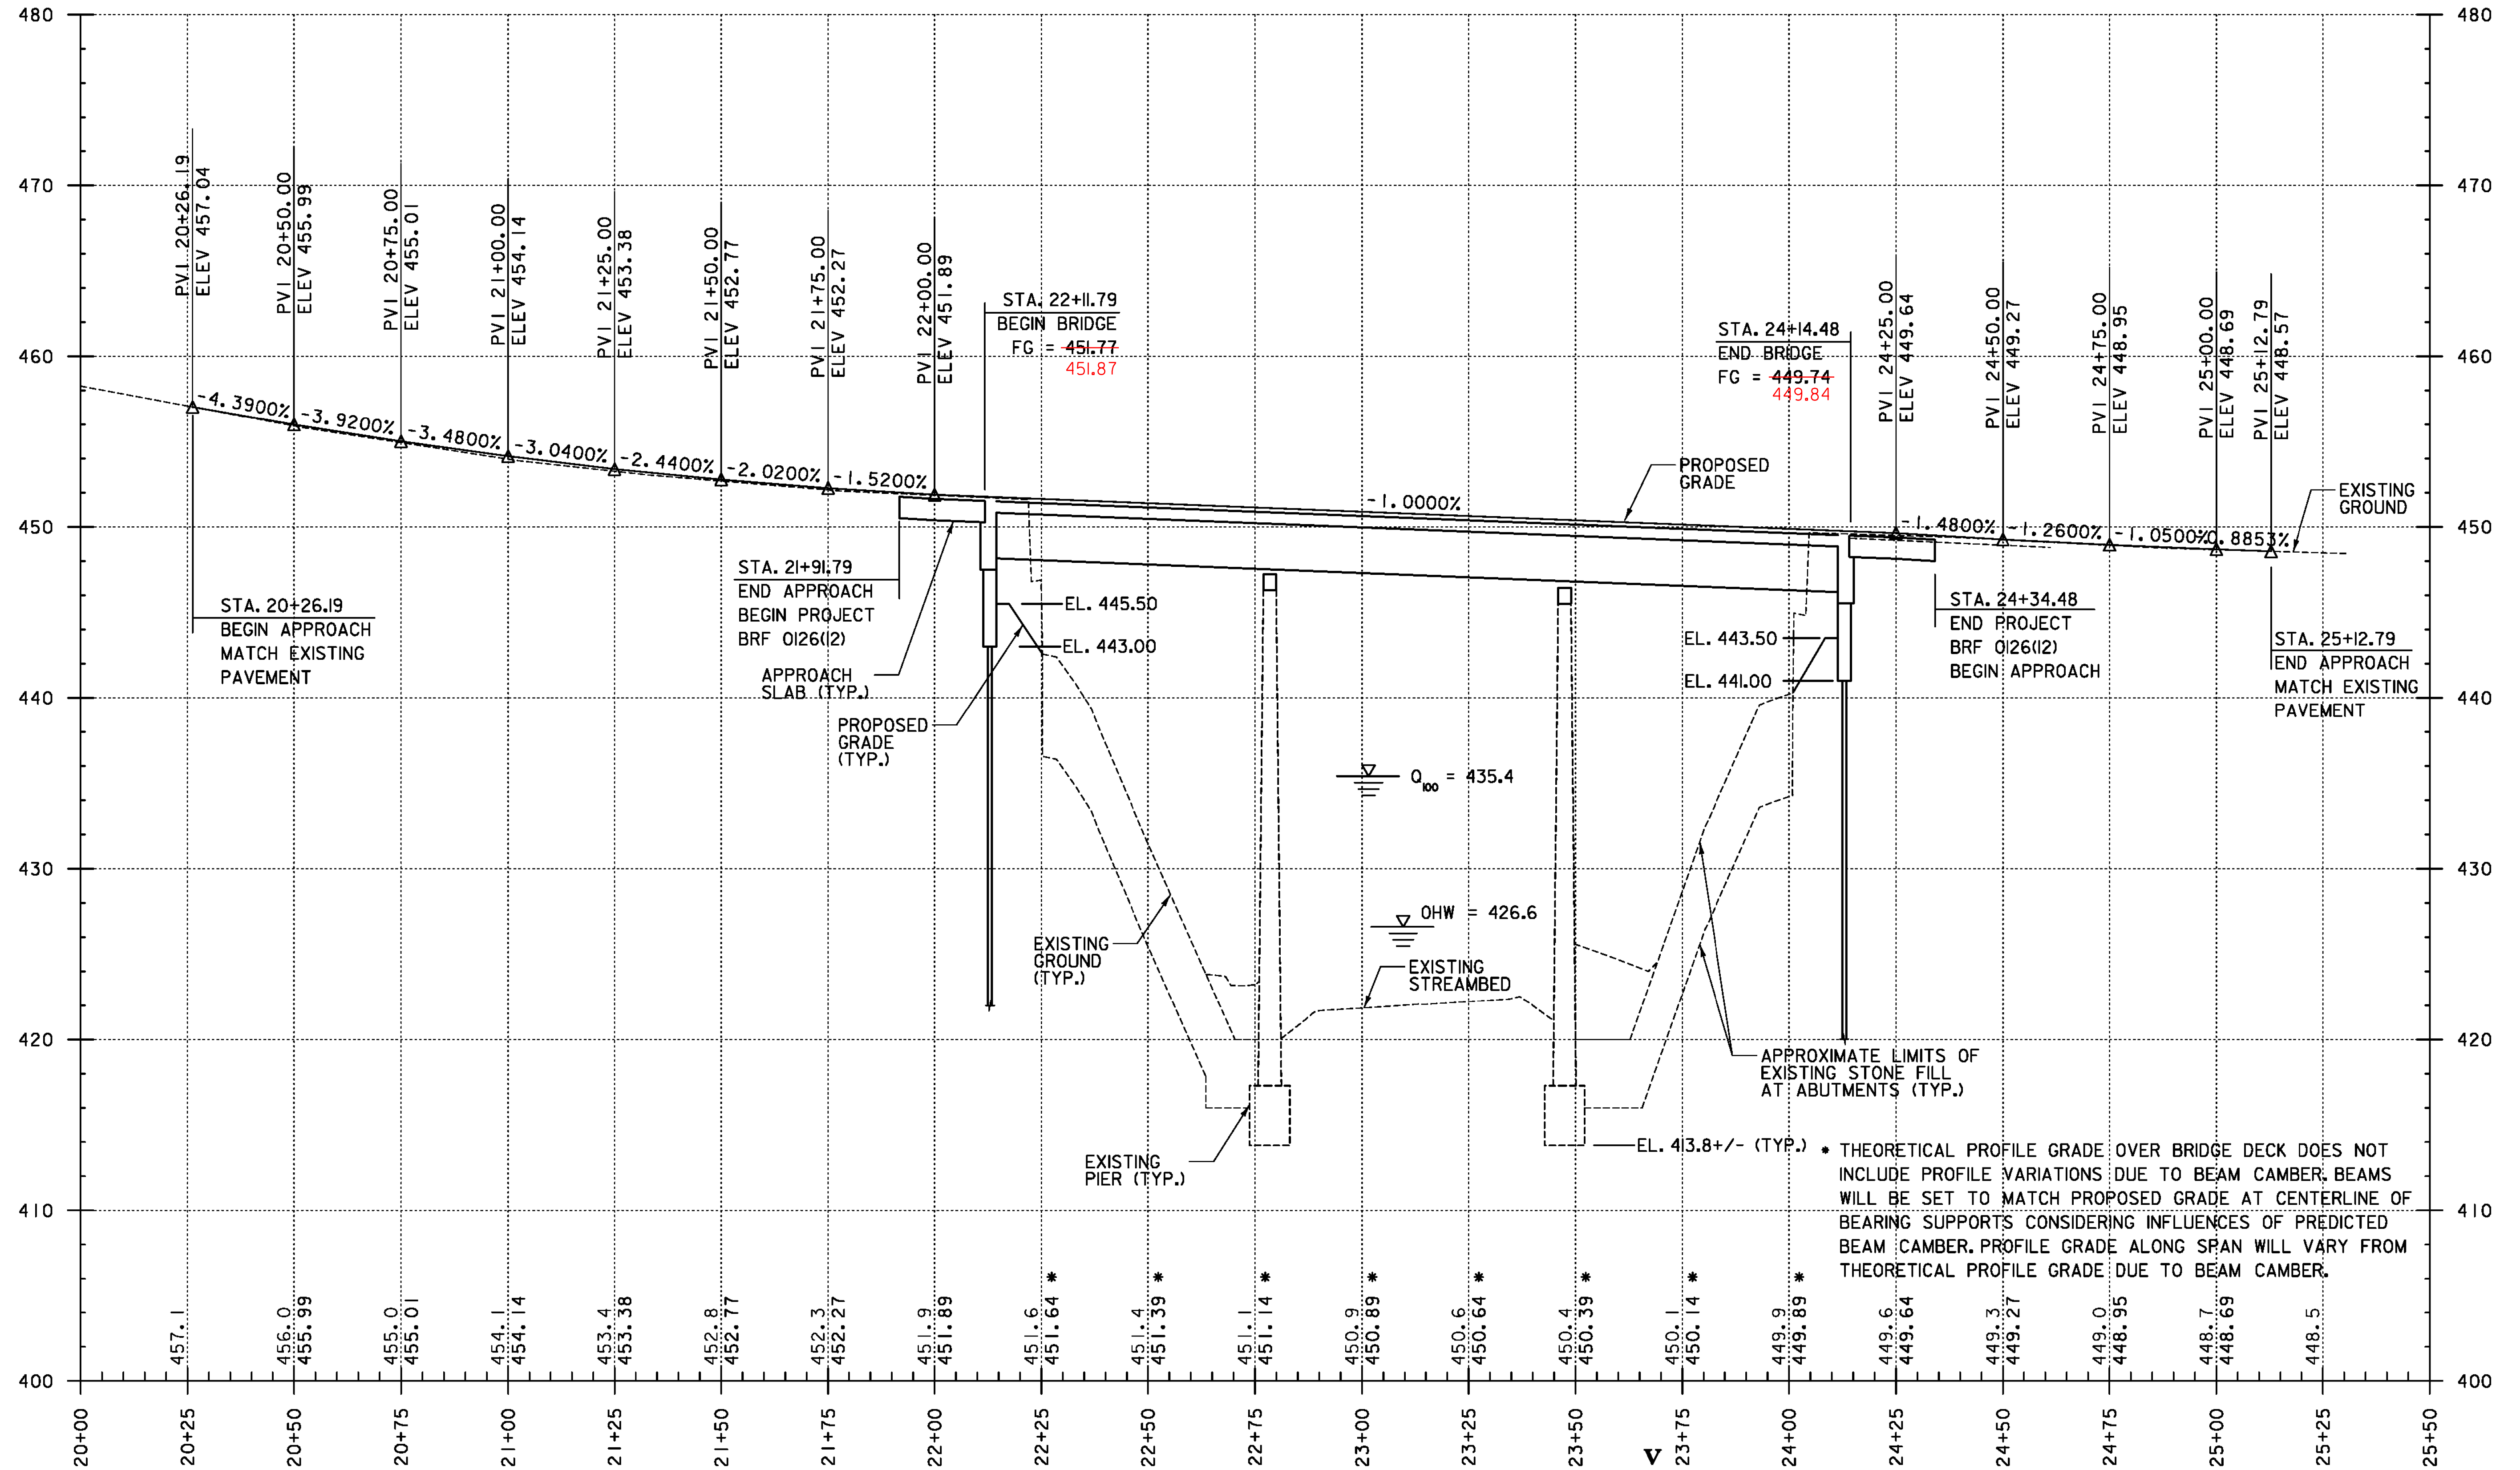 480
480
470
470
460
460
450
450
440
440
430
430
420
420
410
410
400
400
PVI 20+26.19
ELEV 457.04
PVI 20+50.00
ELEV 455.99
PVI 20+75.00
ELEV 455.01
PVI 21+00.00
ELEV 454.14
PVI 21+25.00
ELEV 453.38
PVI 21+50.00
ELEV 452.77
PVI 21+75.00
ELEV 452.27
PVI 22+00.00
ELEV 451.89
STA. 22+11.79
BEGIN BRIDGE
FG = 451.77
451.87
STA. 24+14.48
END BRIDGE
FG = 449.74
449.84
PVI 24+25.00
ELEV 449.64
PVI 24+50.00
ELEV 449.27
PVI 24+75.00
ELEV 448.95
PVI 25+00.00
ELEV 448.69
PVI 25+12.79
ELEV 448.57
-4.3900%
-3.9200%
-3.4800%
-3.0400%
-2.4400%
-2.0200%
-1.5200%
-1.0000%
-1.4800%
-1.2600%
-1.0500%
0.8853%
PROPOSED
GRADE
EXISTING
GROUND
STA. 20+26.19
BEGIN APPROACH
MATCH EXISTING
PAVEMENT
STA. 21+91.79
END APPROACH
BEGIN PROJECT
BRF 0126(12)
APPROACH
SLAB (TYP.)
PROPOSED
GRADE
(TYP.)
EL. 445.50
EL. 443.00
EL. 443.50
EL. 441.00
STA. 24+34.48
END PROJECT
BRF 0126(12)
BEGIN APPROACH
STA. 25+12.79
END APPROACH
MATCH EXISTING
PAVEMENT
Q100 = 435.4
OHW = 426.6
EXISTING
GROUND
(TYP.)
EXISTING
STREAMBED
APPROXIMATE LIMITS OF
EXISTING STONE FILL
AT ABUTMENTS (TYP.)
EXISTING
PIER (TYP.)
EL. 413.8+/- (TYP.)
* THEORETICAL PROFILE GRADE OVER BRIDGE DECK DOES NOT
INCLUDE PROFILE VARIATIONS DUE TO BEAM CAMBER. BEAMS
WILL BE SET TO MATCH PROPOSED GRADE AT CENTERLINE OF
BEARING SUPPORTS CONSIDERING INFLUENCES OF PREDICTED
BEAM CAMBER. PROFILE GRADE ALONG SPAN WILL VARY FROM
THEORETICAL PROFILE GRADE DUE TO BEAM CAMBER.
* * * * * * * *
457.1
456.0
455.99
455.0
455.01
454.1
454.14
453.4
453.38
452.8
452.77
452.3
452.27
451.9
451.89
451.6
451.64
451.4
451.39
451.1
451.14
450.9
450.89
450.6
450.64
450.4
450.39
450.1
450.14
449.9
449.89
449.6
449.64
449.3
449.27
449.0
448.95
448.7
448.69
448.5
20+00
20+25
20+50
20+75
21+00
21+25
21+50
21+75
22+00
22+25
22+50
22+75
23+00
23+25
23+50
v
23+75
24+00
24+25
24+50
24+75
25+00
25+25
25+50